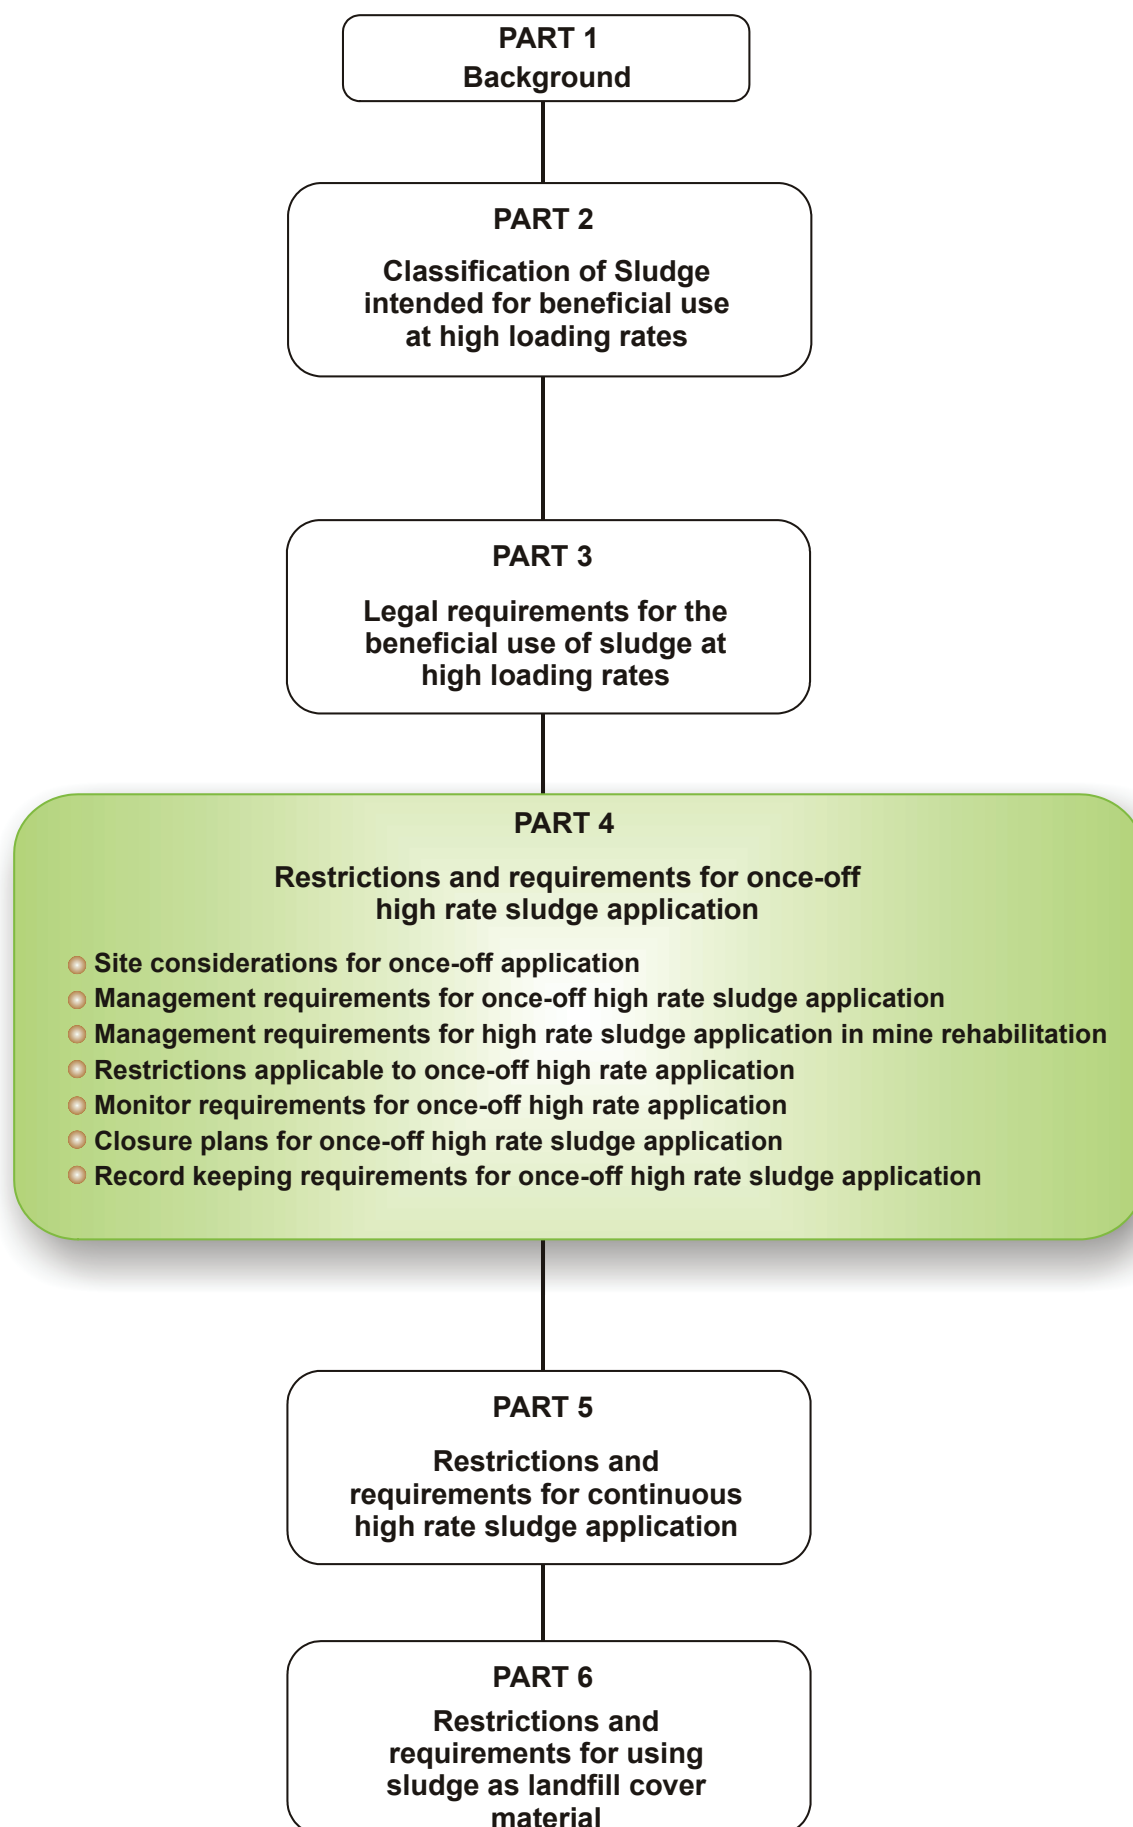 PART 1
Background
PART 2
Classification of Sludge
intended for beneficial use
at high loading rates
PART 3
Legal requirements for the
beneficial use of sludge at
high loading rates
PART 4
Restrictions and requirements for once-off
high rate sludge application
Site considerations for once-off application
Management requirements for once-off high rate sludge application
Management requirements for high rate sludge application in mine rehabilitation
Restrictions applicable to once-off high rate application
Monitor requirements for once-off high rate application
Closure plans for once-off high rate sludge application
Record keeping requirements for once-off high rate sludge application
PART 5
Restrictions and
requirements for continuous
high rate sludge application
PART 6
Restrictions and
requirements for using
sludge as landfill cover
material